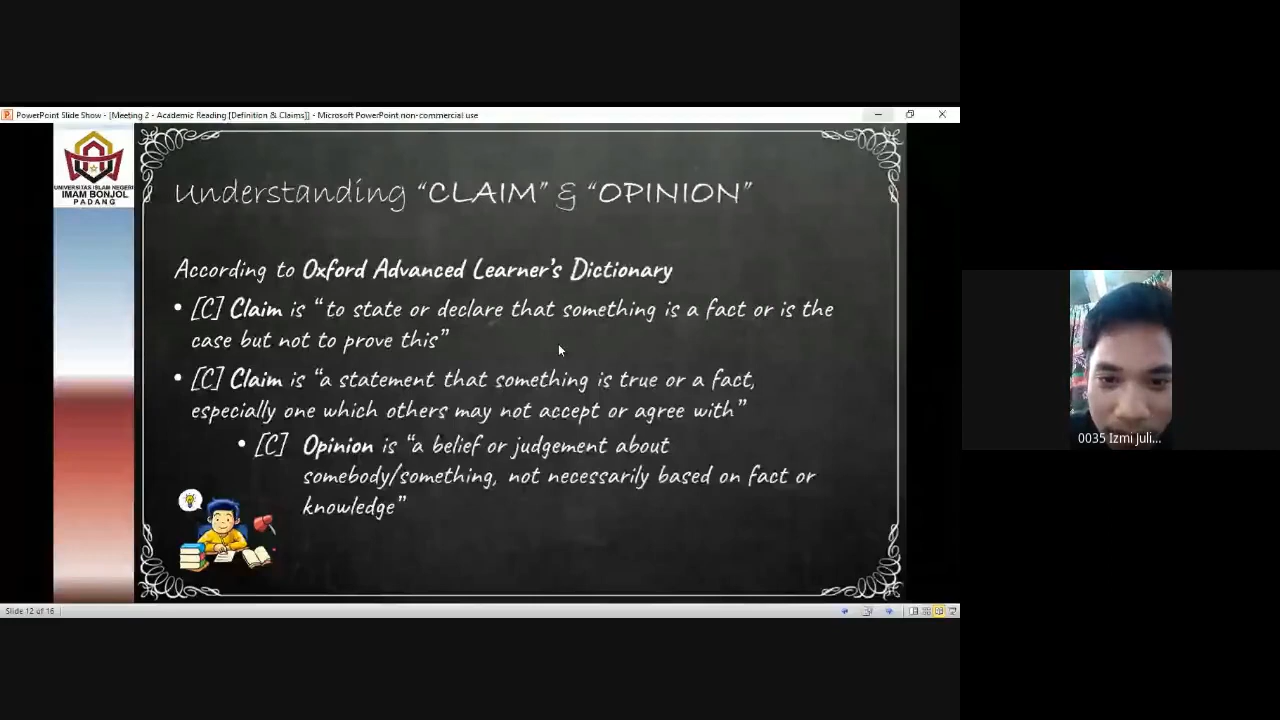 PowerPoint Slide Show - [Meeting 2 - Academic Reading [Definition & Claims]] - Microsoft PowerPoint non-commercial use
UNIVERSITAS ISLAM NEGERI
IMAM BONJOL
PADANG
Understanding “CLAIM” & “OPINION”
According to Oxford Advanced Learner's Dictionary
• [C] Claim is “to state or declare that something is a fact or is the
case but not to prove this”
• [C] Claim is “a statement that something is true or a fact,
especially one which others may not accept or agree with”
• [C] Opinion is “a belief or judgement about
somebody/something, not necessarily based on fact or
knowledge”
0035 Izmi Juli...
Slide 12 of 16